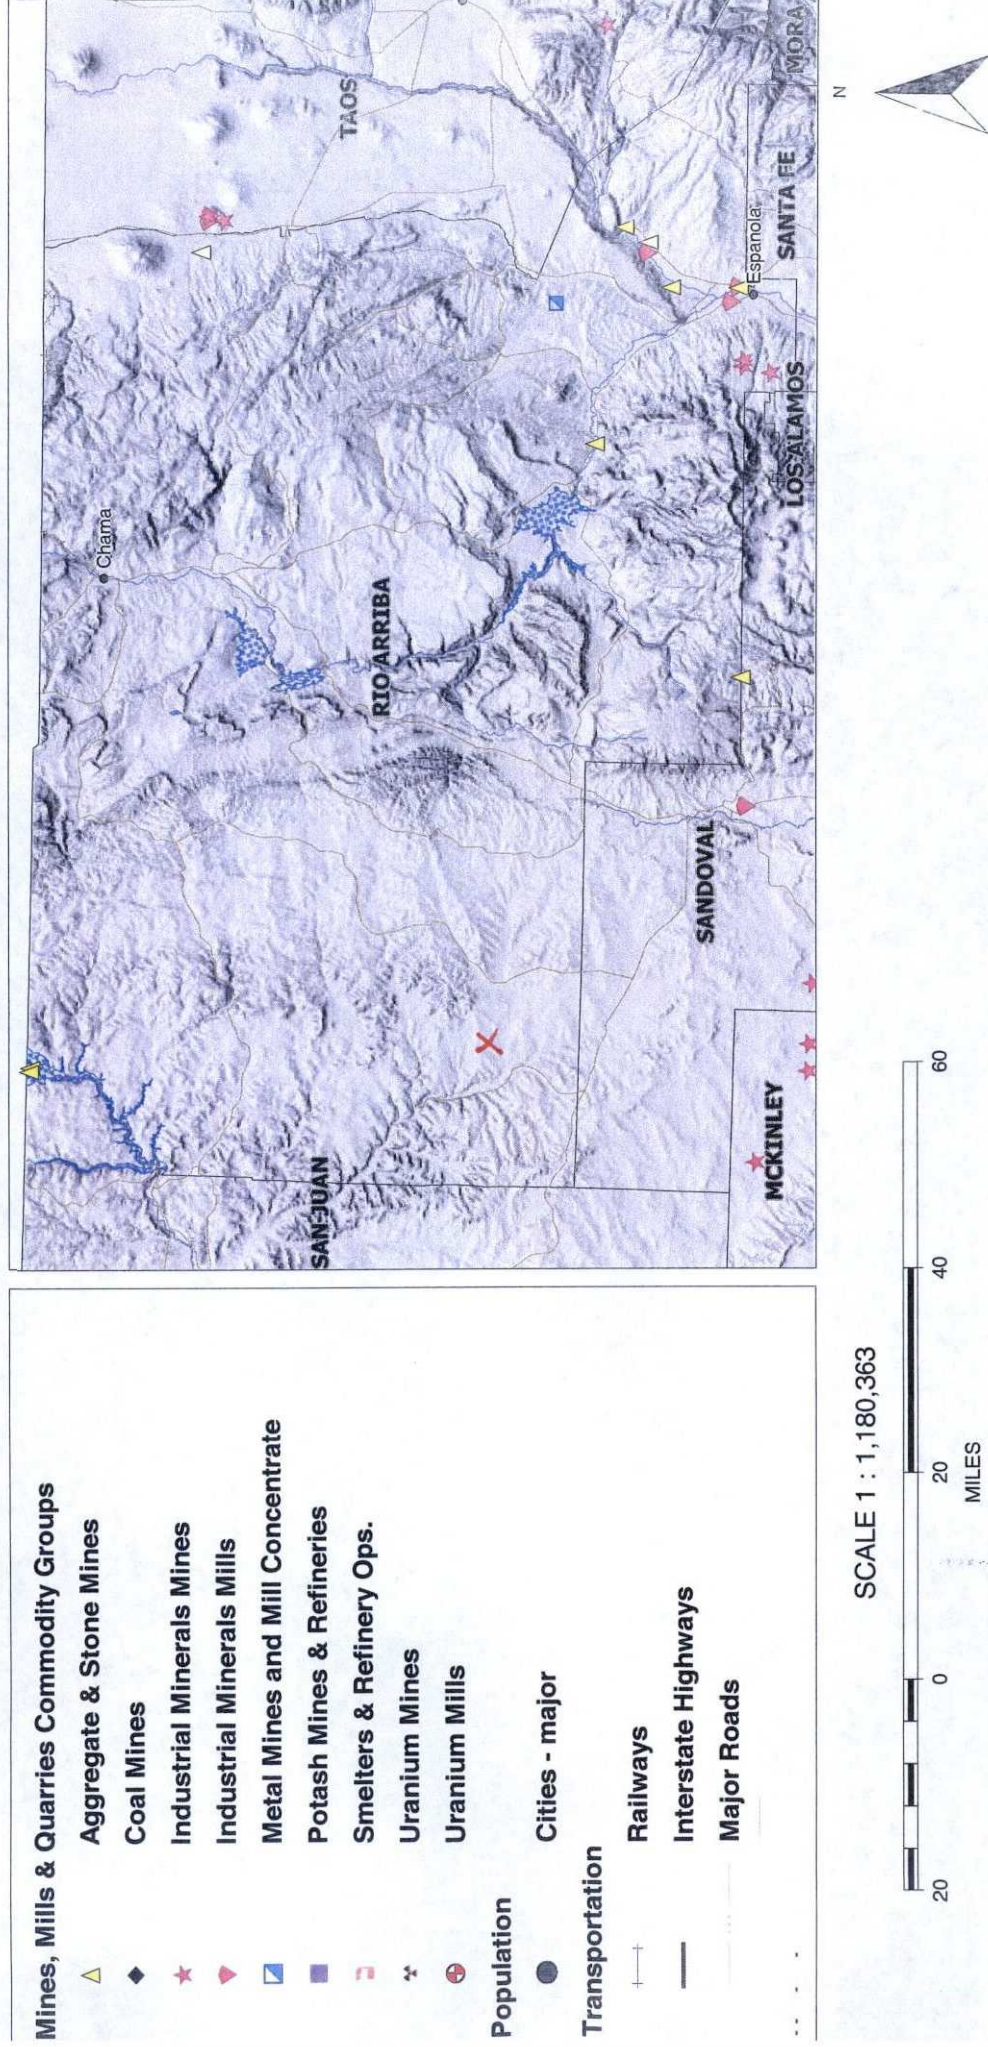 Mines, Mills & Quarries Commodity Groups
Aggregate & Stone Mines
Coal Mines
Industrial Minerals Mines
Industrial Minerals Mills
Metal Mines and Mill Concentrate
Potash Mines & Refineries
Smelters & Refinery Ops.
Uranium Mines
Uranium Mills
Population
Cities - major
Transportation
Railways
Interstate Highways
Major Roads
Chama
TAOS
RIO ARRIBA
SAN JUAN
MORA
SANTA FE
Espanola
LOS ALAMOS
SANDOVAL
MCKINLEY
N
SCALE 1 : 1,180,363
20 0 20 40 60
MILES